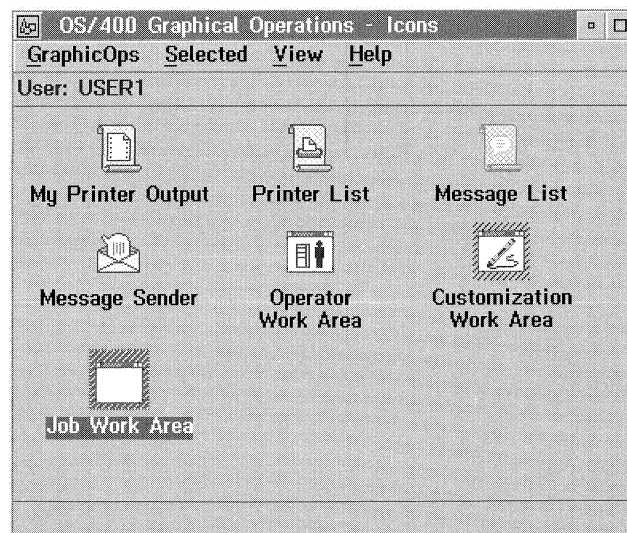 OS/400 Graphical Operations - Icons
GraphicOps Selected View Help
User: USER1
My Printer Output Printer List Message List
Message Sender Operator Work Area Customization Work Area
Job Work Area